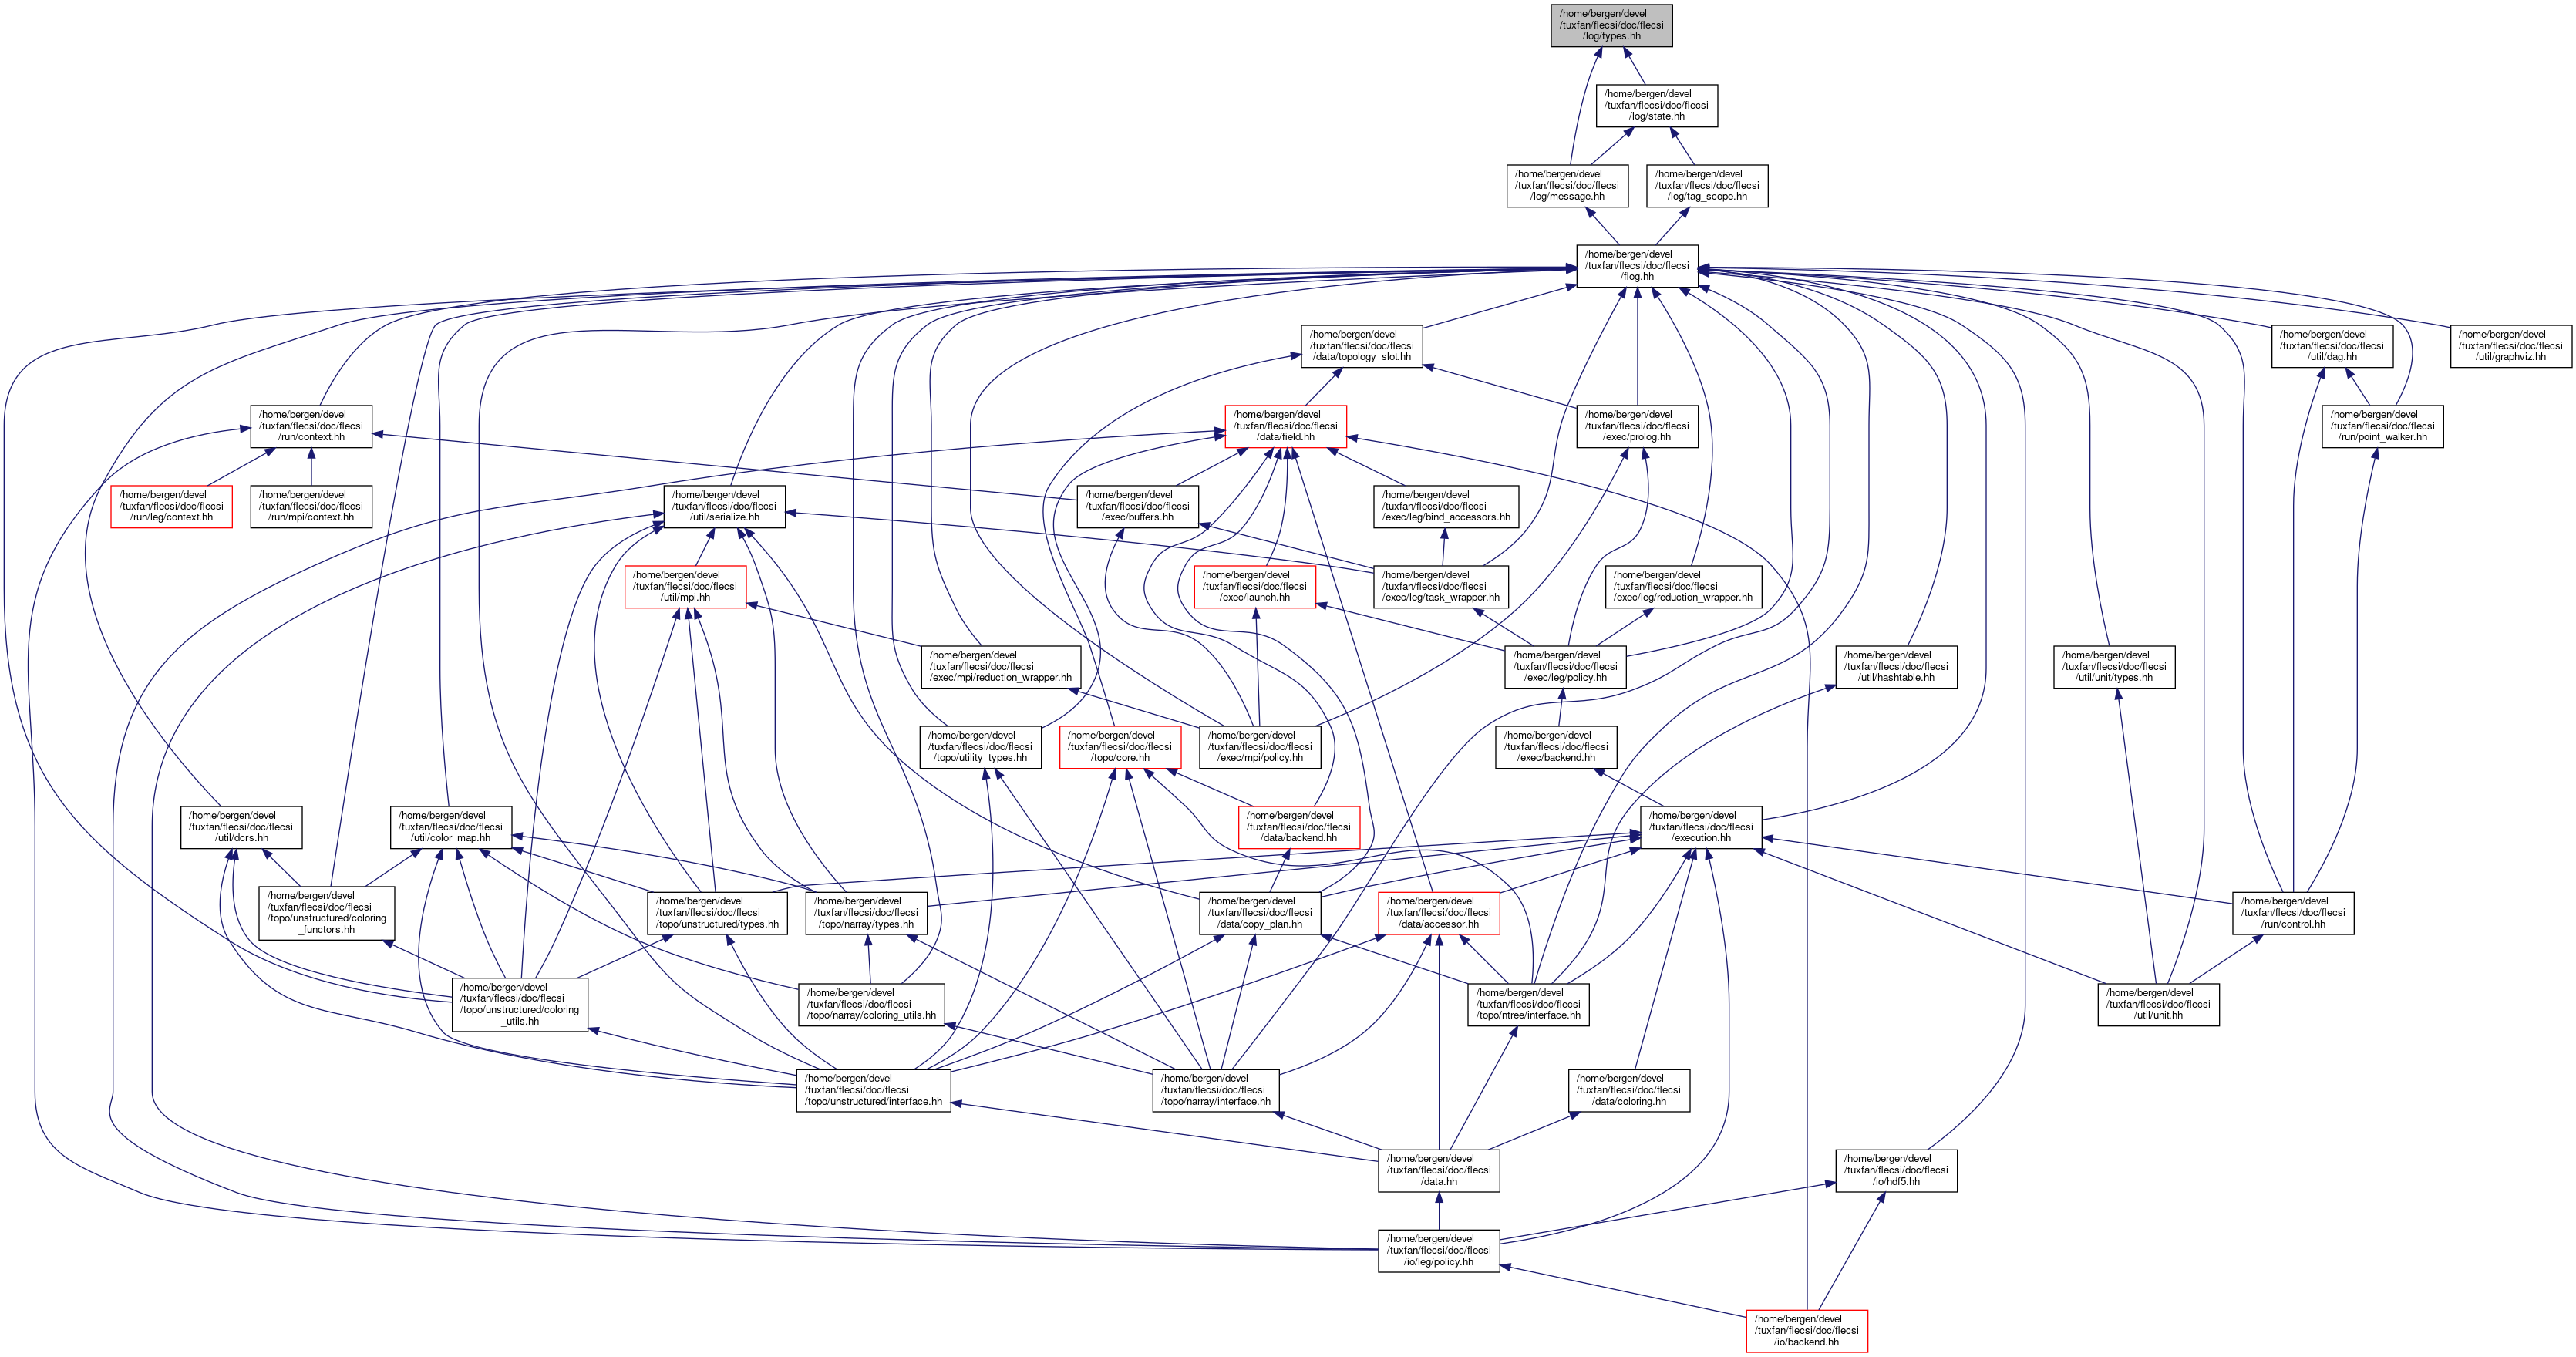 /home/bergen/devel
/tuxfan/flecsi/doc/flecsi
/log/types.hh
/home/bergen/devel
/tuxfan/flecsi/doc/flecsi
/log/state.hh
/home/bergen/devel
/tuxfan/flecsi/doc/flecsi
/log/message.hh
/home/bergen/devel
/tuxfan/flecsi/doc/flecsi
/log/tag_scope.hh
/home/bergen/devel
/tuxfan/flecsi/doc/flecsi
/flog.hh
/home/bergen/devel
/tuxfan/flecsi/doc/flecsi
/data/topology_slot.hh
/home/bergen/devel
/tuxfan/flecsi/doc/flecsi
/util/dag.hh
/home/bergen/devel
/tuxfan/flecsi/doc/flecsi
/util/graphviz.hh
/home/bergen/devel
/tuxfan/flecsi/doc/flecsi
/run/context.hh
/home/bergen/devel
/tuxfan/flecsi/doc/flecsi
/data/field.hh
/home/bergen/devel
/tuxfan/flecsi/doc/flecsi
/exec/prolog.hh
/home/bergen/devel
/tuxfan/flecsi/doc/flecsi
/run/point_walker.hh
/home/bergen/devel
/tuxfan/flecsi/doc/flecsi
/run/leg/context.hh
/home/bergen/devel
/tuxfan/flecsi/doc/flecsi
/run/mpi/context.hh
/home/bergen/devel
/tuxfan/flecsi/doc/flecsi
/util/serialize.hh
/home/bergen/devel
/tuxfan/flecsi/doc/flecsi
/exec/buffers.hh
/home/bergen/devel
/tuxfan/flecsi/doc/flecsi
/exec/leg/bind_accessors.hh
/home/bergen/devel
/tuxfan/flecsi/doc/flecsi
/util/mpi.hh
/home/bergen/devel
/tuxfan/flecsi/doc/flecsi
/exec/launch.hh
/home/bergen/devel
/tuxfan/flecsi/doc/flecsi
/exec/leg/task_wrapper.hh
/home/bergen/devel
/tuxfan/flecsi/doc/flecsi
/exec/leg/reduction_wrapper.hh
/home/bergen/devel
/tuxfan/flecsi/doc/flecsi
/exec/mpi/reduction_wrapper.hh
/home/bergen/devel
/tuxfan/flecsi/doc/flecsi
/exec/leg/policy.hh
/home/bergen/devel
/tuxfan/flecsi/doc/flecsi
/util/hashtable.hh
/home/bergen/devel
/tuxfan/flecsi/doc/flecsi
/util/unit/types.hh
/home/bergen/devel
/tuxfan/flecsi/doc/flecsi
/topo/utility_types.hh
/home/bergen/devel
/tuxfan/flecsi/doc/flecsi
/topo/core.hh
/home/bergen/devel
/tuxfan/flecsi/doc/flecsi
/exec/mpi/policy.hh
/home/bergen/devel
/tuxfan/flecsi/doc/flecsi
/exec/backend.hh
/home/bergen/devel
/tuxfan/flecsi/doc/flecsi
/util/dcrs.hh
/home/bergen/devel
/tuxfan/flecsi/doc/flecsi
/util/color_map.hh
/home/bergen/devel
/tuxfan/flecsi/doc/flecsi
/data/backend.hh
/home/bergen/devel
/tuxfan/flecsi/doc/flecsi
/execution.hh
/home/bergen/devel
/tuxfan/flecsi/doc/flecsi
/topo/unstructured/coloring
_functors.hh
/home/bergen/devel
/tuxfan/flecsi/doc/flecsi
/topo/unstructured/types.hh
/home/bergen/devel
/tuxfan/flecsi/doc/flecsi
/topo/narray/types.hh
/home/bergen/devel
/tuxfan/flecsi/doc/flecsi
/data/copy_plan.hh
/home/bergen/devel
/tuxfan/flecsi/doc/flecsi
/data/accessor.hh
/home/bergen/devel
/tuxfan/flecsi/doc/flecsi
/run/control.hh
/home/bergen/devel
/tuxfan/flecsi/doc/flecsi
/topo/unstructured/coloring
_utils.hh
/home/bergen/devel
/tuxfan/flecsi/doc/flecsi
/topo/narray/coloring_utils.hh
/home/bergen/devel
/tuxfan/flecsi/doc/flecsi
/topo/ntree/interface.hh
/home/bergen/devel
/tuxfan/flecsi/doc/flecsi
/util/unit.hh
/home/bergen/devel
/tuxfan/flecsi/doc/flecsi
/topo/unstructured/interface.hh
/home/bergen/devel
/tuxfan/flecsi/doc/flecsi
/topo/narray/interface.hh
/home/bergen/devel
/tuxfan/flecsi/doc/flecsi
/data/coloring.hh
/home/bergen/devel
/tuxfan/flecsi/doc/flecsi
/data.hh
/home/bergen/devel
/tuxfan/flecsi/doc/flecsi
/io/hdf5.hh
/home/bergen/devel
/tuxfan/flecsi/doc/flecsi
/io/leg/policy.hh
/home/bergen/devel
/tuxfan/flecsi/doc/flecsi
/io/backend.hh